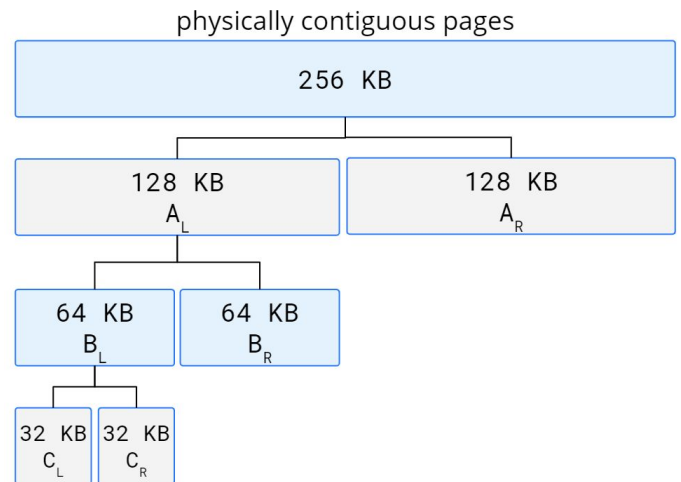 physically contiguous pages
256 KB
128 KB
A_L
128 KB
A_R
64 KB
B_L
64 KB
B_R
32 KB
C_L
32 KB
C_R